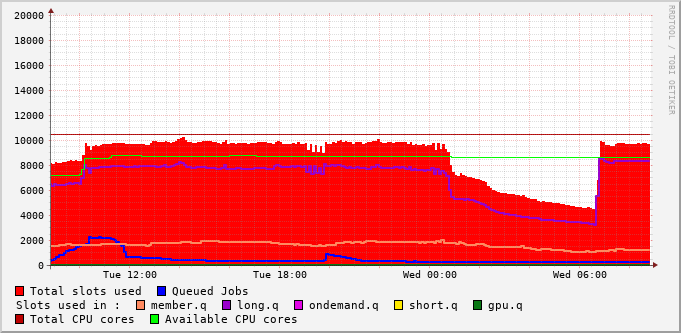 20000
18000
16000
14000
12000
10000
8000
6000
4000
2000
0
Tue 12:00 Tue 18:00 Wed 00:00 Wed 06:00
Total slots used Queued Jobs
Slots used in : member.q long.q ondemand.q short.q gpu.q
Total CPU cores Available CPU cores
RRDTOOL / TOBI OETIKER